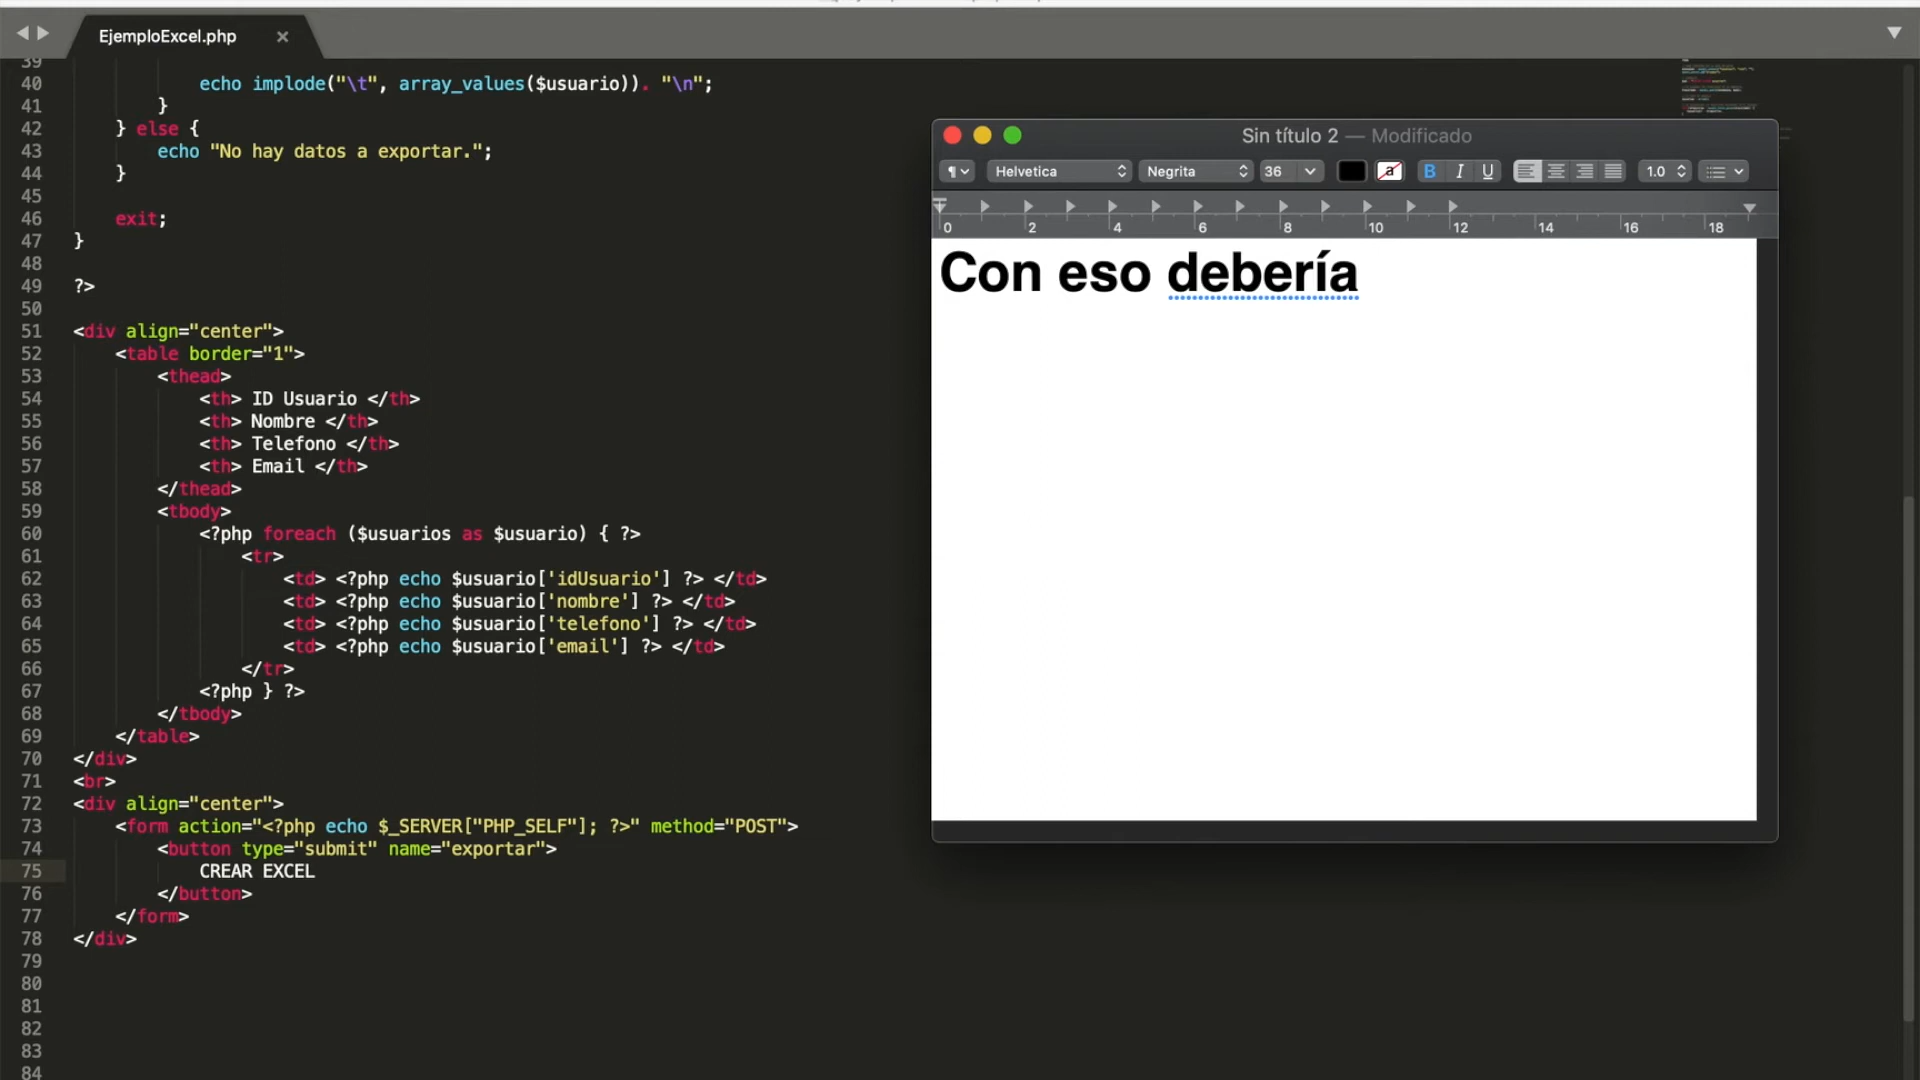 EjemploExcel.php
39
40 echo implode("\t", array_values($usuario)). "\n";
41 }
42 } else {
43 echo "No hay datos a exportar.";
44 }
45
46 exit;
47 }
48
49 ?>
50
51 <div align="center">
52 <table border="1">
53 <thead>
54 <th> ID Usuario </th>
55 <th> Nombre </th>
56 <th> Telefono </th>
57 <th> Email </th>
58 </thead>
59 <tbody>
60 <?php foreach ($usuarios as $usuario) { ?>
61 <tr>
62 <td> <?php echo $usuario['idUsuario'] ?> </td>
63 <td> <?php echo $usuario['nombre'] ?> </td>
64 <td> <?php echo $usuario['telefono'] ?> </td>
65 <td> <?php echo $usuario['email'] ?> </td>
66 </tr>
67 <?php } ?>
68 </tbody>
69 </table>
70 </div>
71 <br>
72 <div align="center">
73 <form action="<?php echo $_SERVER["PHP_SELF"]; ?>" method="POST">
74 <button type="submit" name="exportar">
75 CREAR EXCEL
76 </button>
77 </form>
78 </div>
79
80
81
82
83
84
Sin título 2 — Modificado
¶ Helvetica Negrita 36 a B I U 1.0
0 2 4 6 8 10 12 14 16 18
Con eso debería